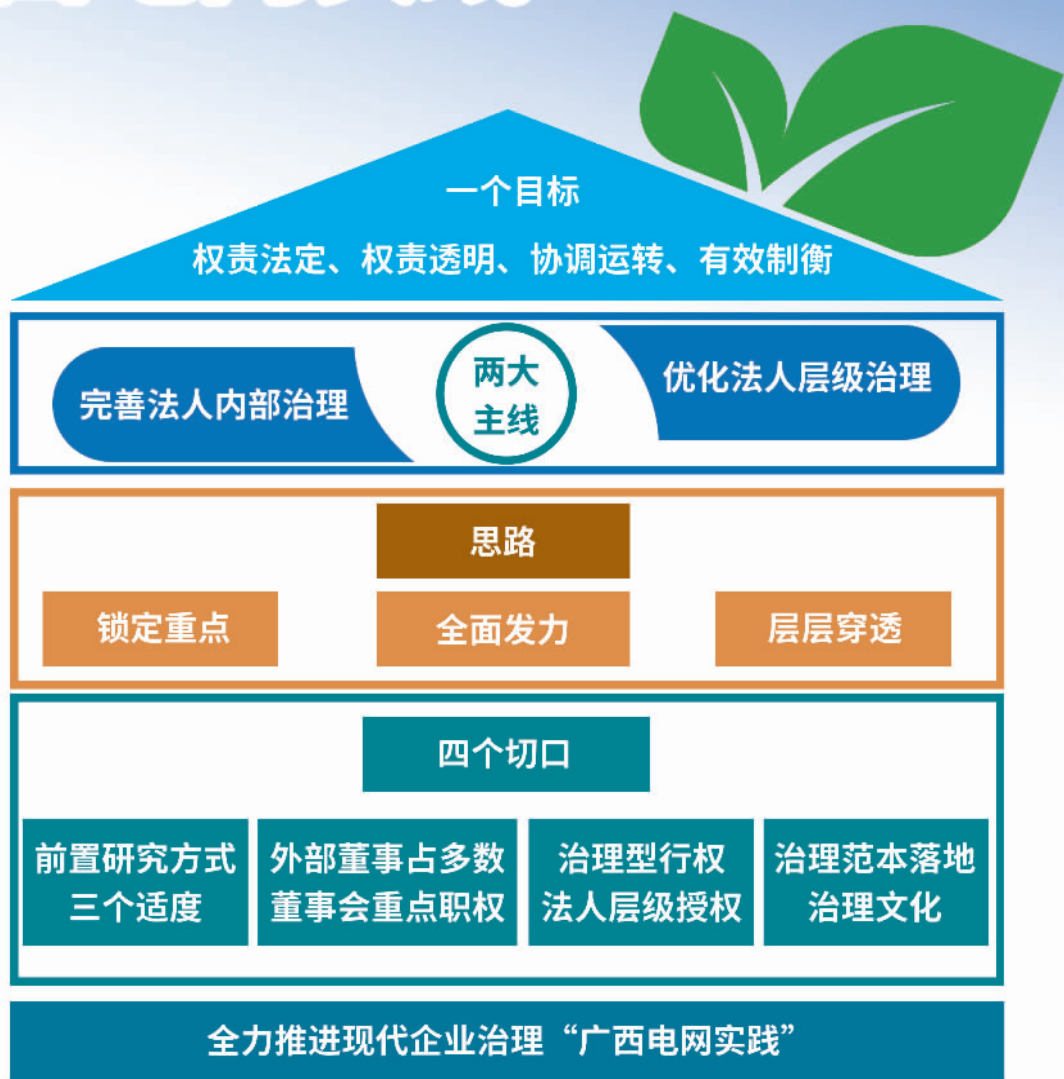 一个目标
权责法定、权责透明、协调运转、有效制衡
完善法人内部治理
两大
主线
优化法人层级治理
思路
锁定重点
全面发力
层层穿透
四个切口
前置研究方式
三个适度
外部董事占多数
董事会重点职权
治理型行权
法人层级授权
治理范本落地
治理文化
全力推进现代企业治理“广西电网实践”